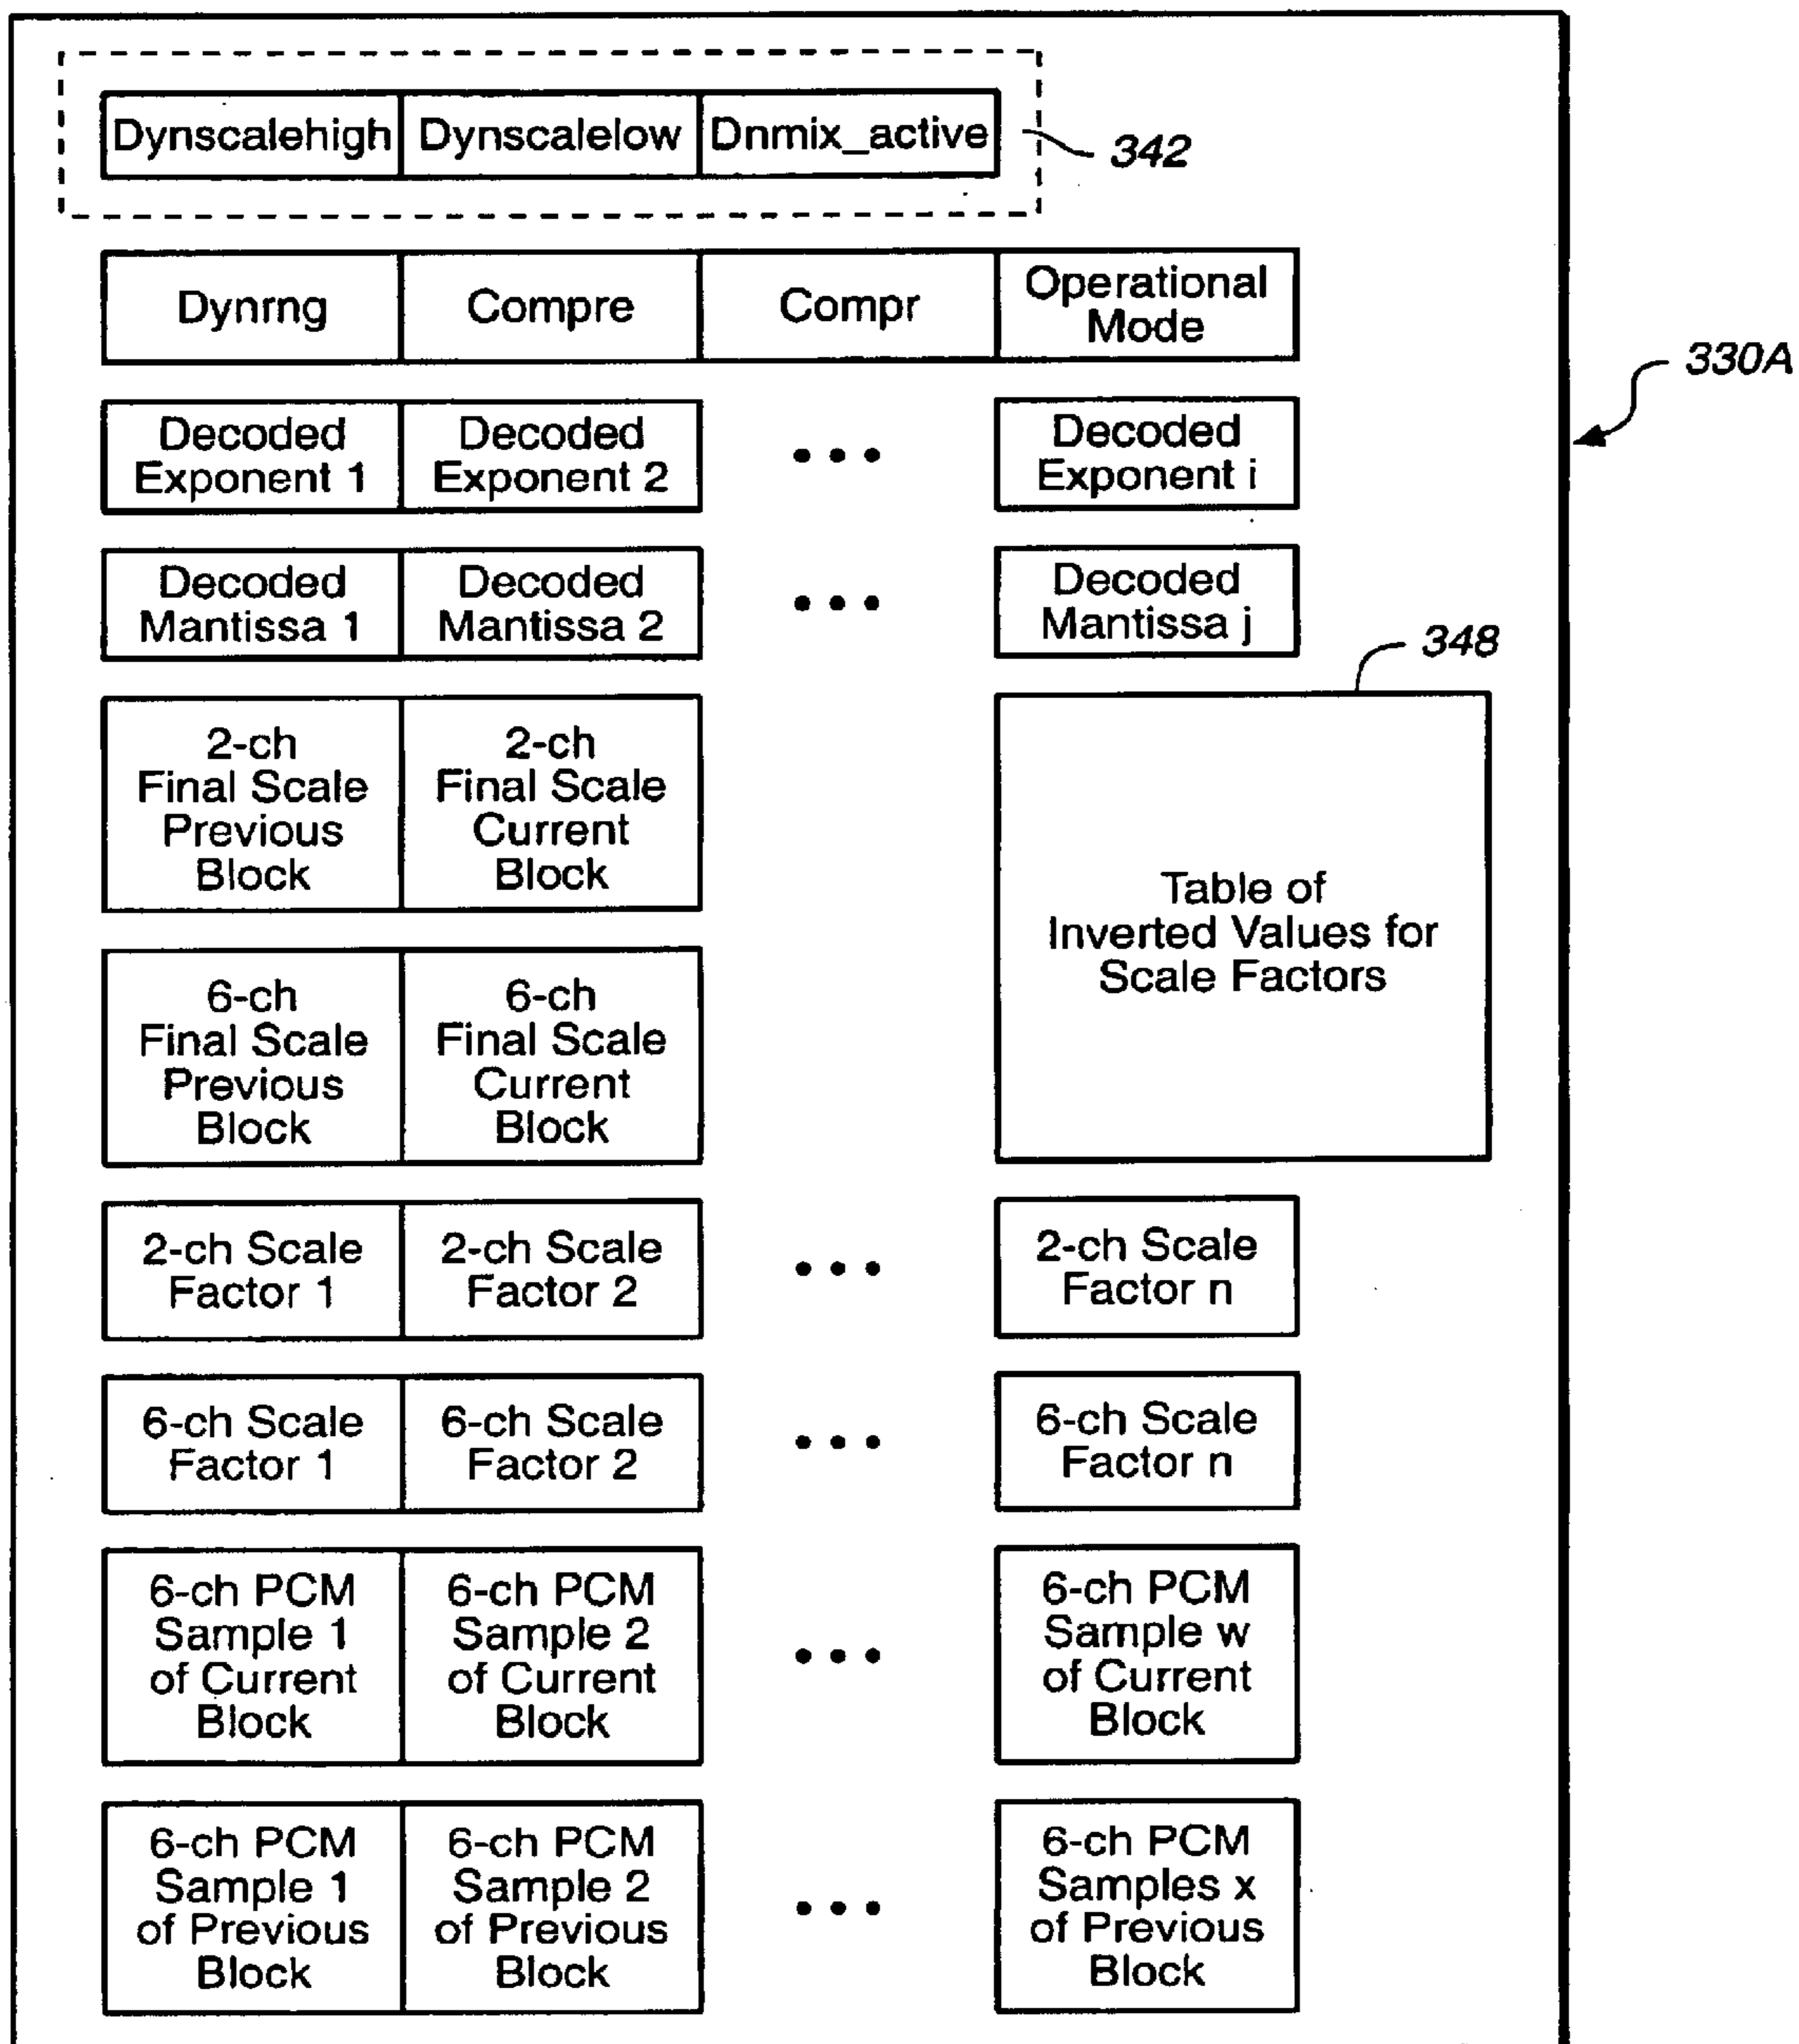 Dynscalehigh Dynscalelow Dnmix_active
342
Dynrng Compre Compr Operational
Mode
330A
Decoded
Exponent 1
Decoded
Exponent 2
Decoded
Exponent i
Decoded
Mantissa 1
Decoded
Mantissa 2
Decoded
Mantissa j
348
2-ch
Final Scale
Previous
Block
2-ch
Final Scale
Current
Block
Table of
Inverted Values for
Scale Factors
6-ch
Final Scale
Previous
Block
6-ch
Final Scale
Current
Block
2-ch Scale
Factor 1
2-ch Scale
Factor 2
2-ch Scale
Factor n
6-ch Scale
Factor 1
6-ch Scale
Factor 2
6-ch Scale
Factor n
6-ch PCM
Sample 1
of Current
Block
6-ch PCM
Sample 2
of Current
Block
6-ch PCM
Sample w
of Current
Block
6-ch PCM
Sample 1
of Previous
Block
6-ch PCM
Sample 2
of Previous
Block
6-ch PCM
Samples x
of Previous
Block